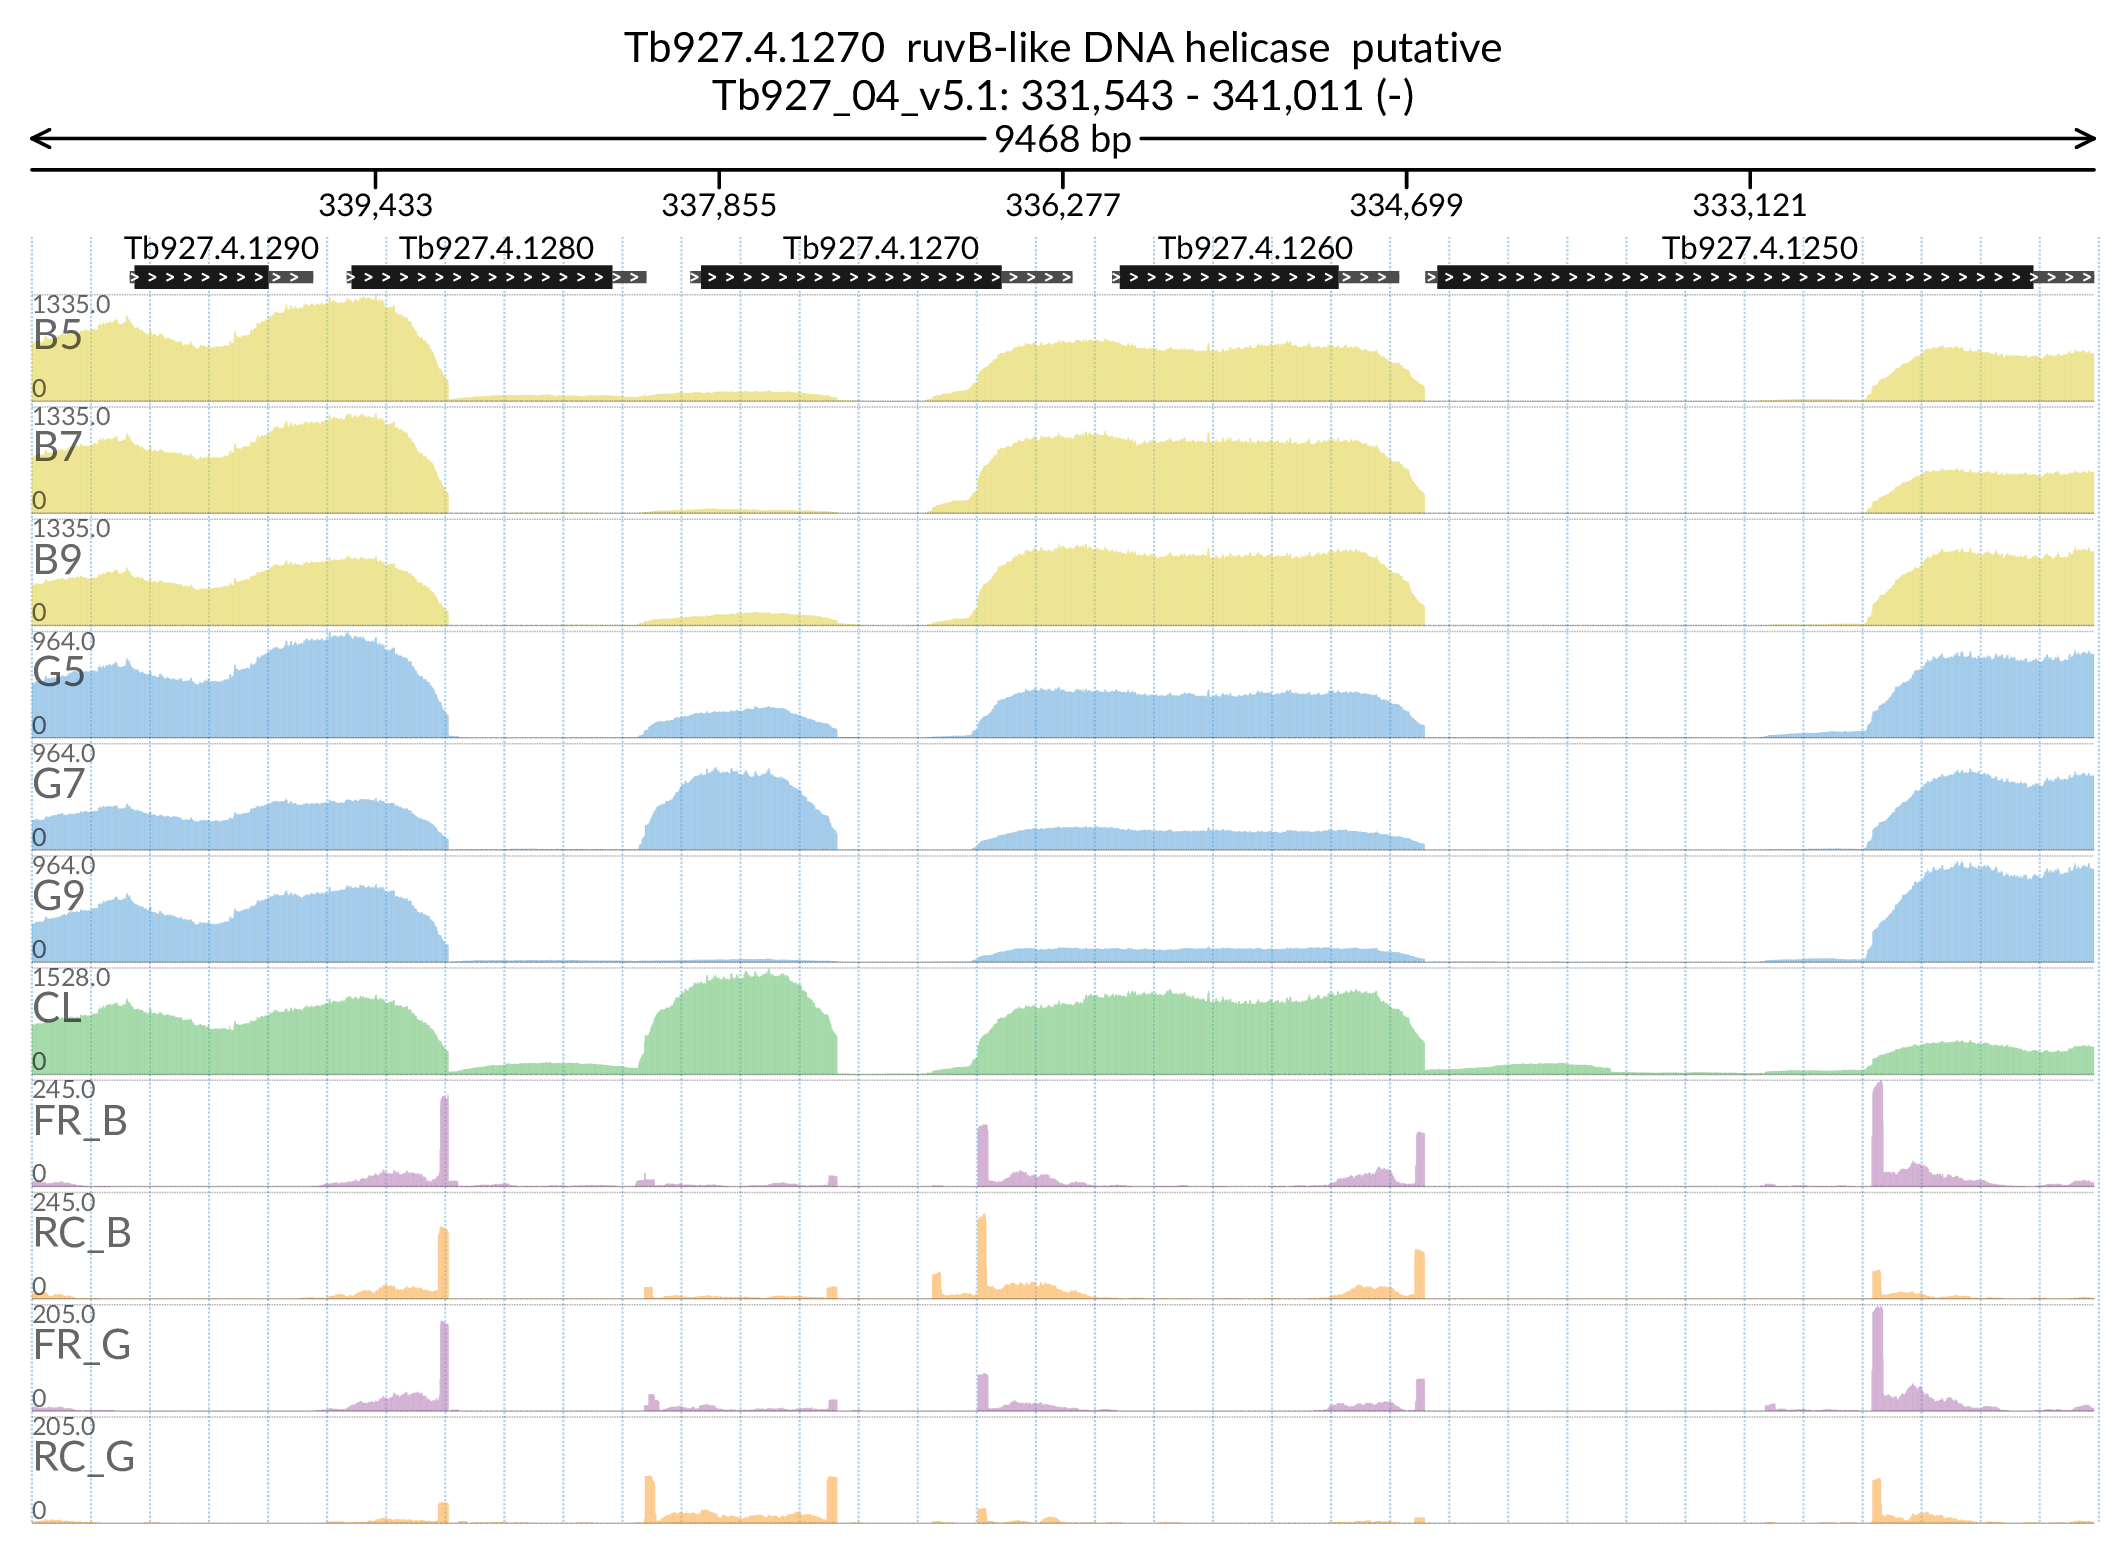 Tb927.4.1270 ruvB-like DNA helicase putative
Tb927_04_v5.1: 331,543 - 341,011 (-)
9468 bp
339,433 337,855 336,277 334,699 333,121
Tb927.4.1290 Tb927.4.1280 Tb927.4.1270 Tb927.4.1260 Tb927.4.1250
1335.0
B5
0
1335.0
B7
0
1335.0
B9
0
964.0
G5
0
964.0
G7
0
964.0
G9
0
1528.0
CL
0
245.0
FR_B
0
245.0
RC_B
0
205.0
FR_G
0
205.0
RC_G
0